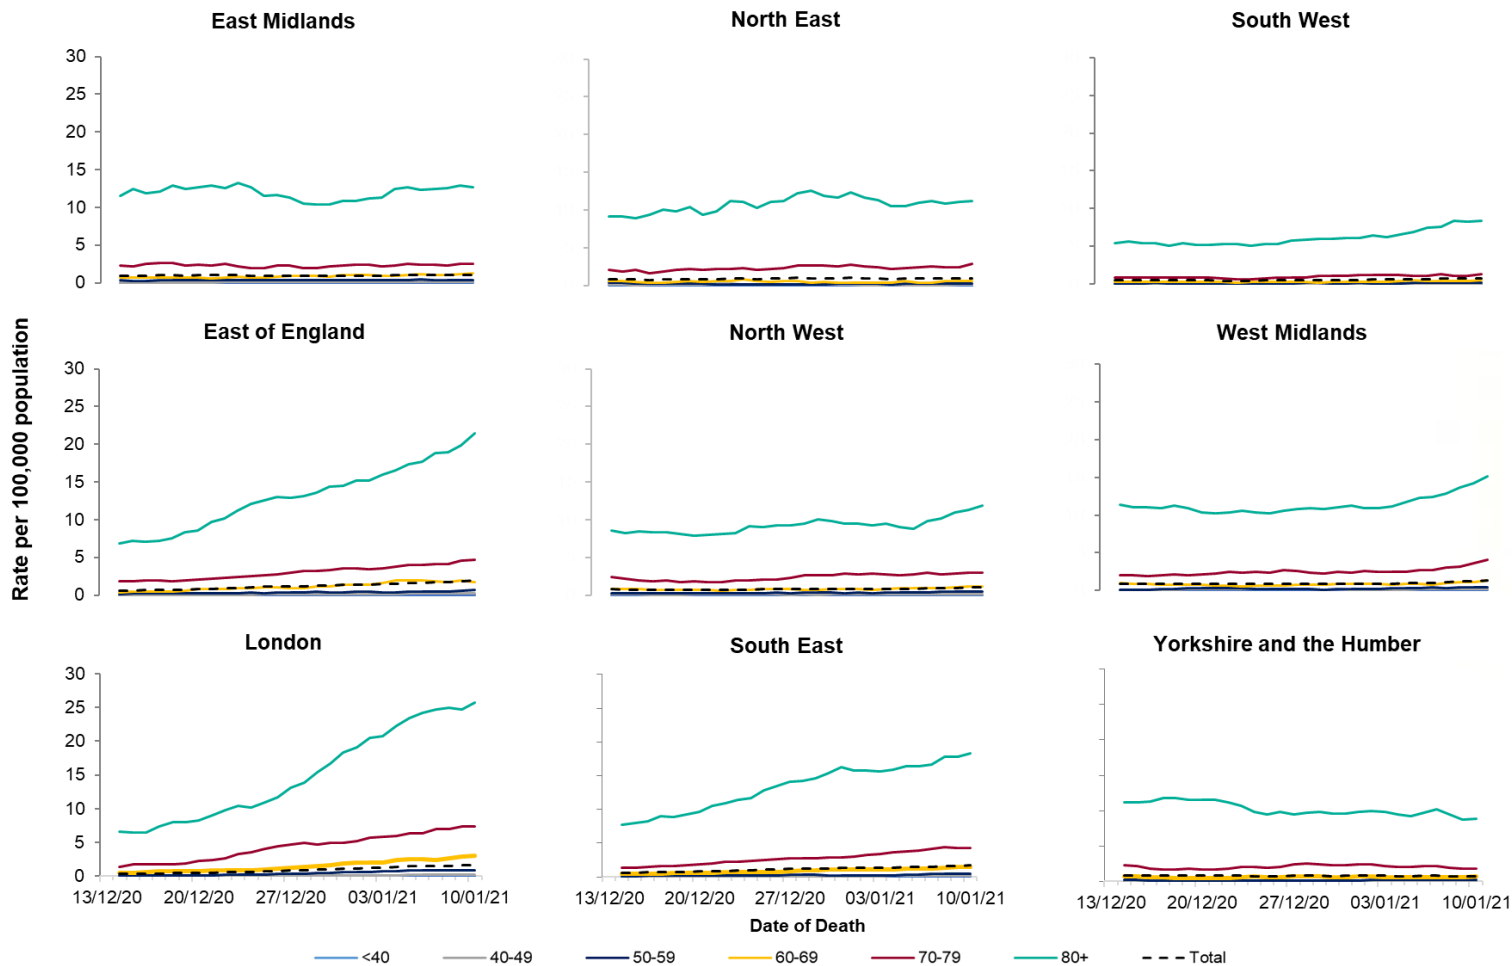 East Midlands
North East
South West
30
25
20
15
10
5
0
East of England
North West
West Midlands
30
25
20
15
10
5
0
Rate per 100,000 population
London
South East
Yorkshire and the Humber
30
25
20
15
10
5
0
13/12/20 20/12/20 27/12/20 03/01/21 10/01/21
13/12/20 20/12/20 27/12/20 03/01/21 10/01/21
13/12/20 20/12/20 27/12/20 03/01/21 10/01/21
Date of Death
<40 40-49 50-59 60-69 70-79 80+ Total